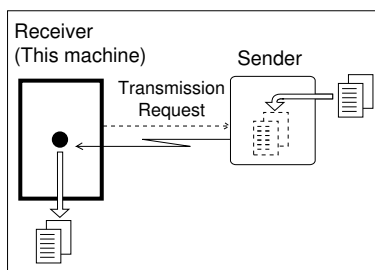 Receiver
(This machine)
Sender
Transmission
Request